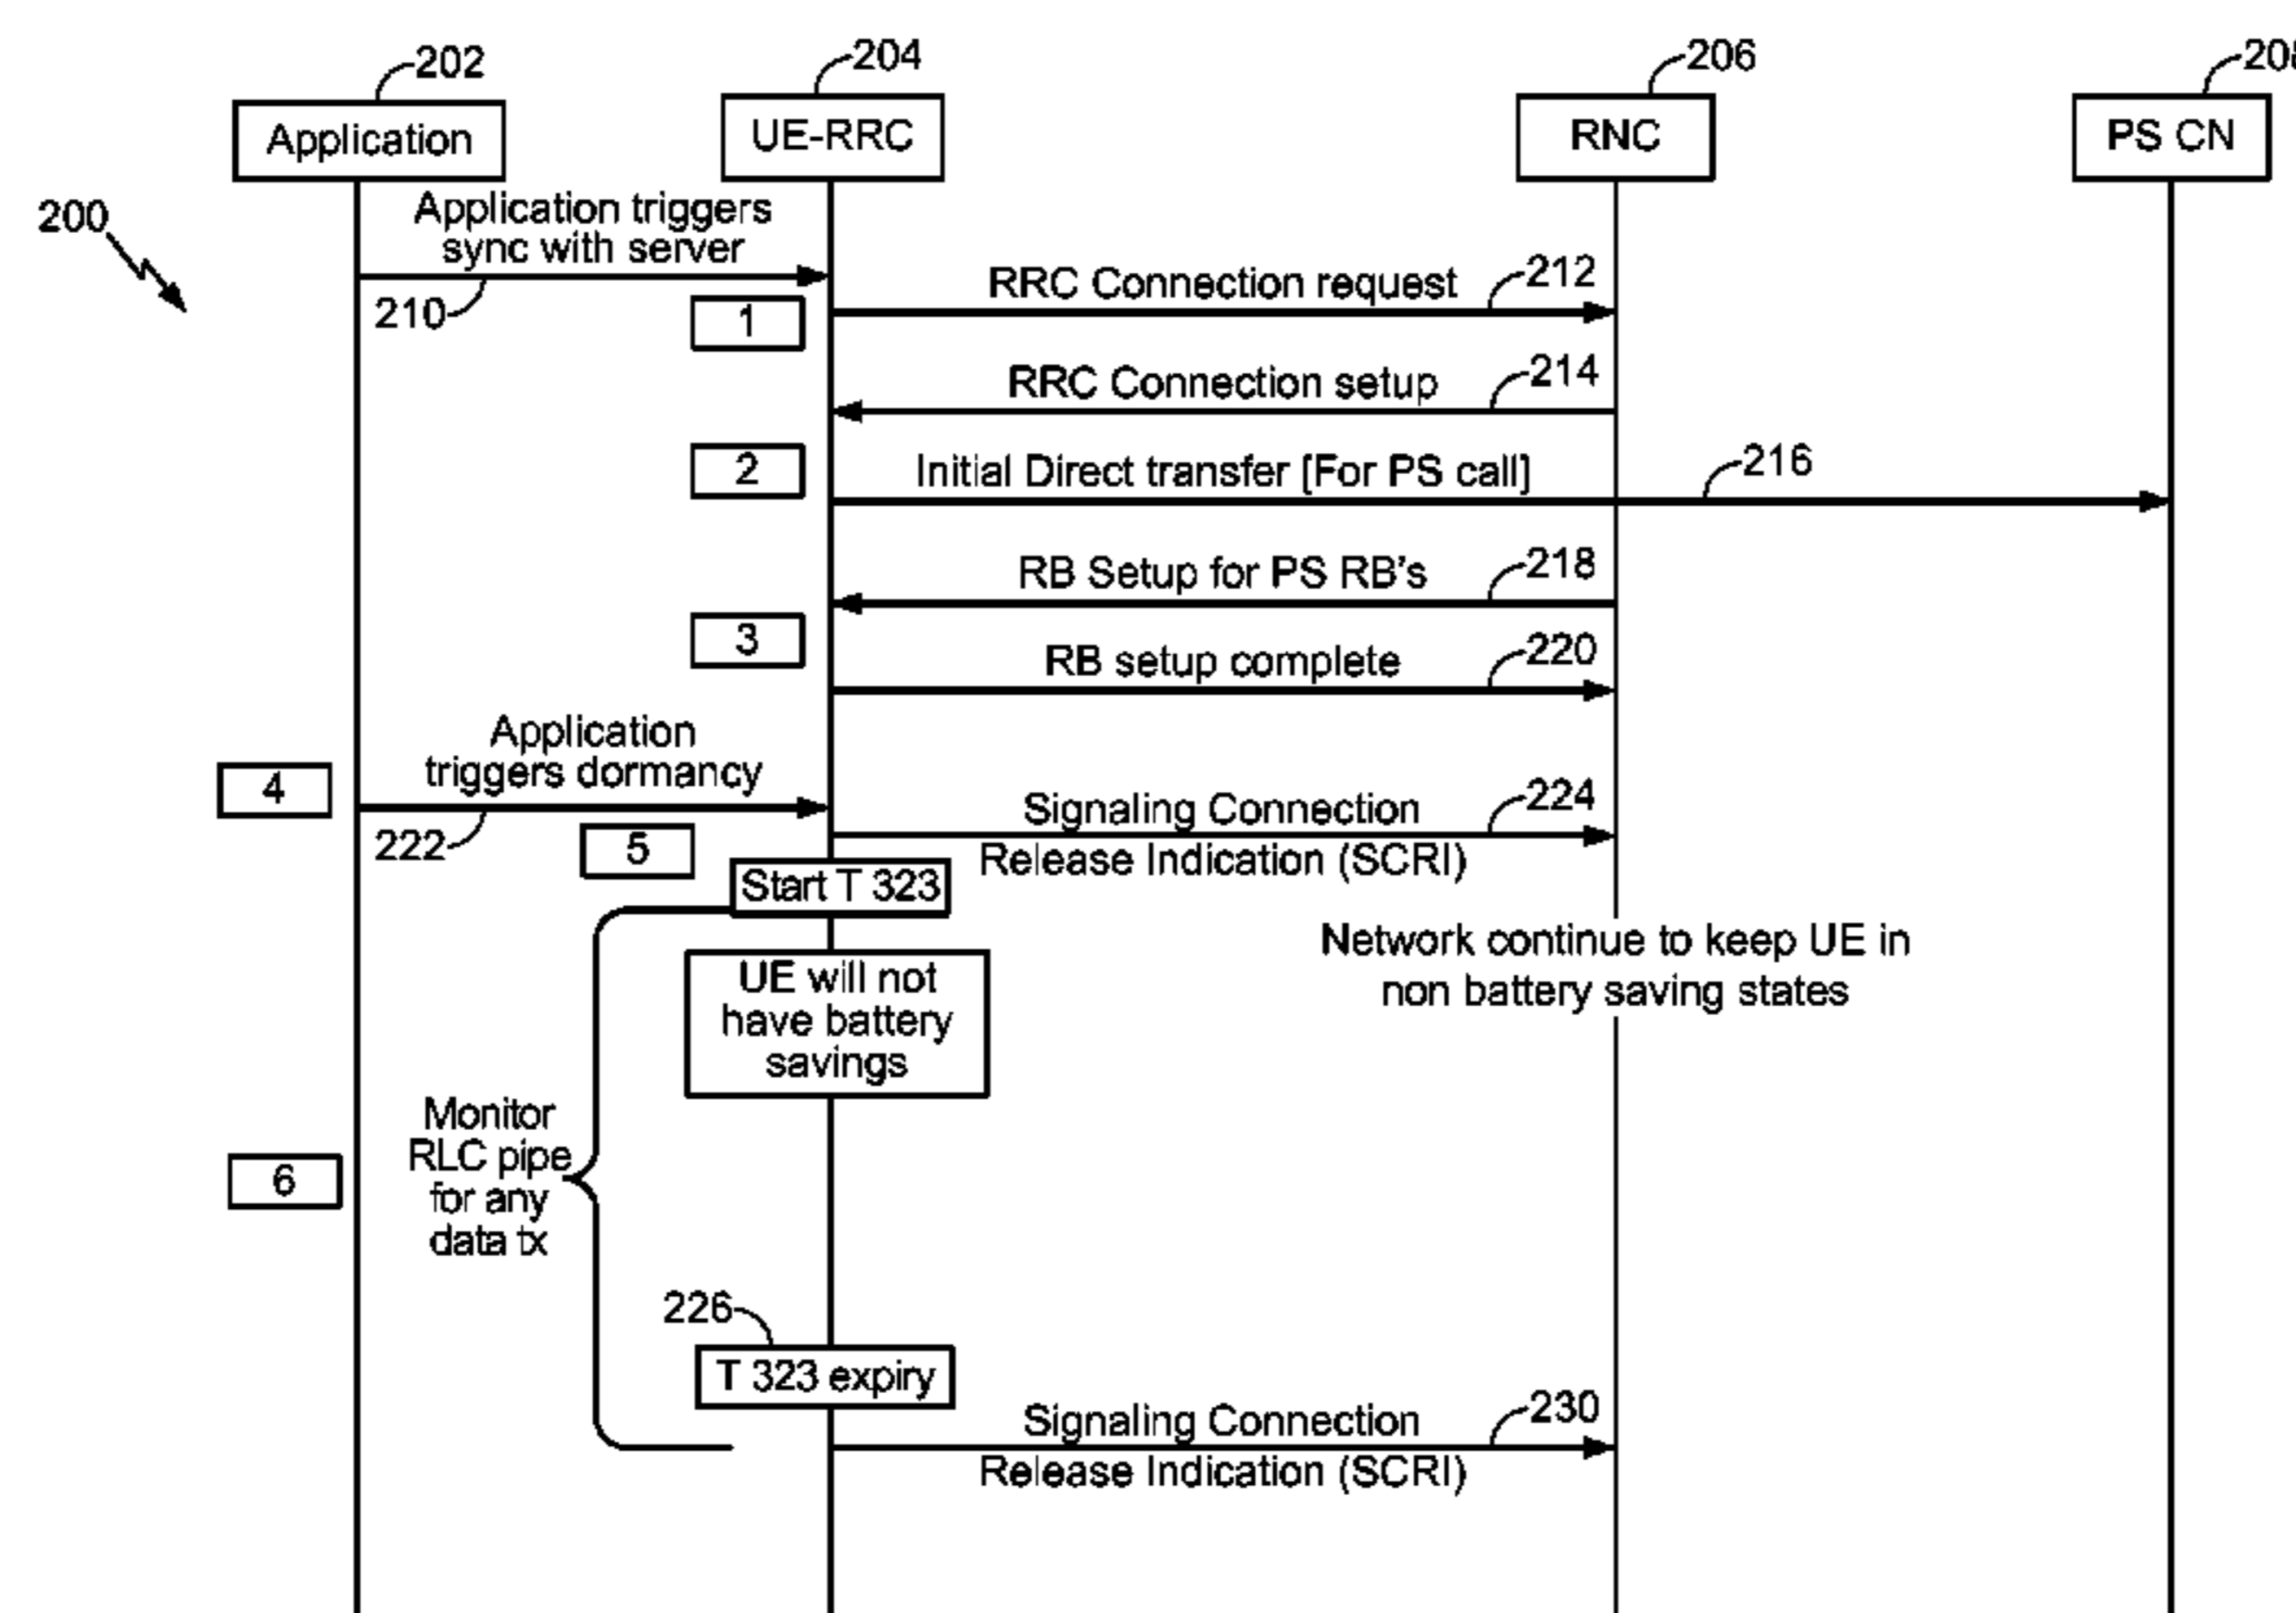 202
204
206
Application
UE-RRC
RNC
PS CN
200
Application triggers
sync with server
210
1
RRC Connection request
212
RRC Connection setup
214
2
Initial Direct transfer [For PS call]
216
RB Setup for PS RB's
218
3
RB setup complete
220
Application
triggers dormancy
4
222
5
Signaling Connection
Release Indication (SCRI)
224
Start T 323
UE will not
have battery
savings
Network continue to keep UE in
non battery saving states
Monitor
RLC pipe
for any
data tx
6
226
T 323 expiry
Signaling Connection
Release Indication (SCRI)
230